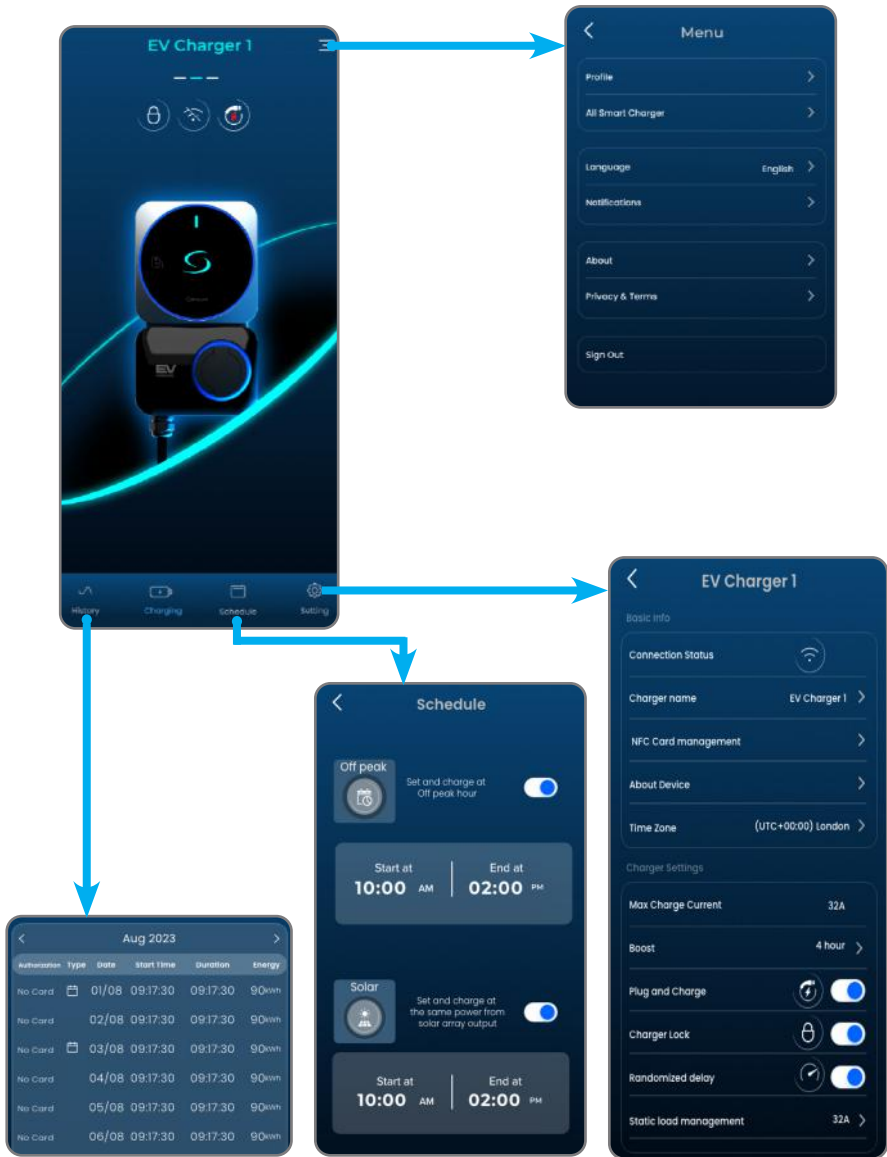 EV Charger 1
EV
History
Charging
Schedule
Setting
Menu
Profile
All Smart Charger
Language English
Notifications
About
Privacy & Terms
Sign Out
Aug 2023
Authorization Type Date Start Time Duration Energy
No Card 01/08 09:17:30 09:17:30 90kWh
No Card 02/08 09:17:30 09:17:30 90kWh
No Card 03/08 09:17:30 09:17:30 90kWh
No Card 04/08 09:17:30 09:17:30 90kWh
No Card 05/08 09:17:30 09:17:30 90kWh
No Card 06/08 09:17:30 09:17:30 90kWh
Schedule
Off peak
Set and charge at
Off peak hour
Start at End at
10:00 AM 02:00 PM
Solar
Set and charge at
the same power from
solar array output
Start at End at
10:00 AM 02:00 PM
EV Charger 1
Basic Info
Connection Status
Charger name EV Charger 1
NFC Card management
About Device
Time Zone (UTC+00:00) London
Charger Settings
Max Charge Current 32A
Boost 4 hour
Plug and Charge
Charger Lock
Randomized delay
Static load management 32A